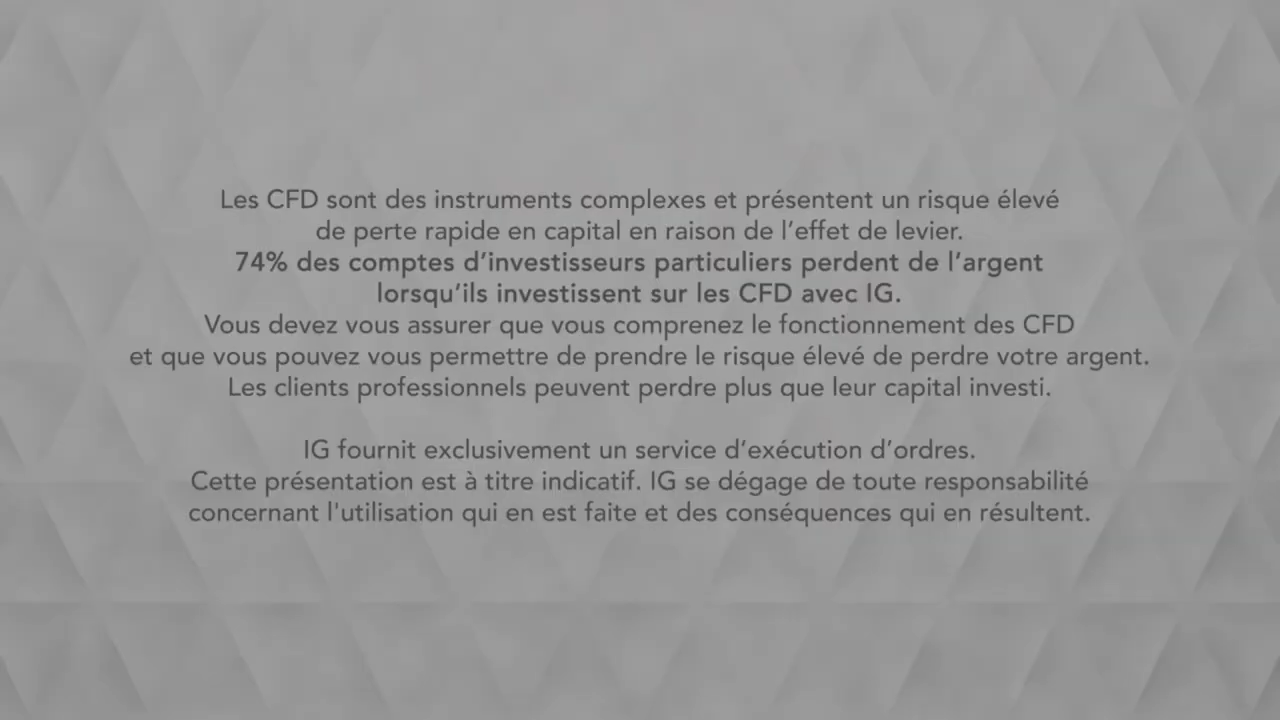 Les CFD sont des instruments complexes et présentent un risque élevé
de perte rapide en capital en raison de l’effet de levier.
74% des comptes d’investisseurs particuliers perdent de l’argent
lorsqu’ils investissent sur les CFD avec IG.
Vous devez vous assurer que vous comprenez le fonctionnement des CFD
et que vous pouvez vous permettre de prendre le risque élevé de perdre votre argent.
Les clients professionnels peuvent perdre plus que leur capital investi.
IG fournit exclusivement un service d’exécution d’ordres.
Cette présentation est à titre indicatif. IG se dégage de toute responsabilité
concernant l'utilisation qui en est faite et des conséquences qui en résultent.